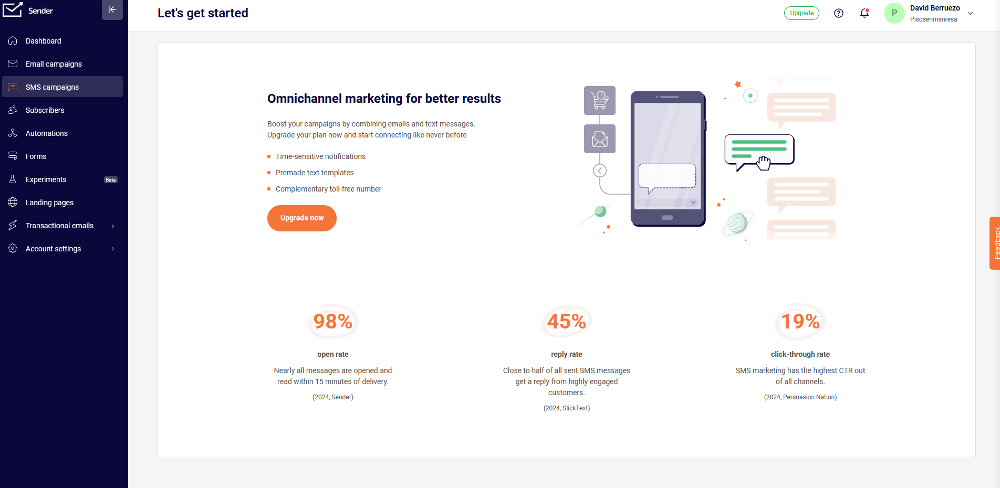 Sender
Let's get started
Upgrade
P
David Berruezo
Pisosenmanresa
Dashboard
Email campaigns
SMS campaigns
Subscribers
Automations
Forms
Experiments
Beta
Landing pages
Transactional emails
Account settings
Omnichannel marketing for better results
Boost your campaigns by combining emails and text messages.
Upgrade your plan now and start connecting like never before
Time-sensitive notifications
Premade text templates
Complementary toll-free number
Upgrade now
Feedback
98%
open rate
Nearly all messages are opened and
read within 15 minutes of delivery.
(2024, Sender)
45%
reply rate
Close to half of all sent SMS messages
get a reply from highly engaged
customers.
(2024, SlickText)
19%
click-through rate
SMS marketing has the highest CTR out
of all channels.
(2024, Persuasion Nation)